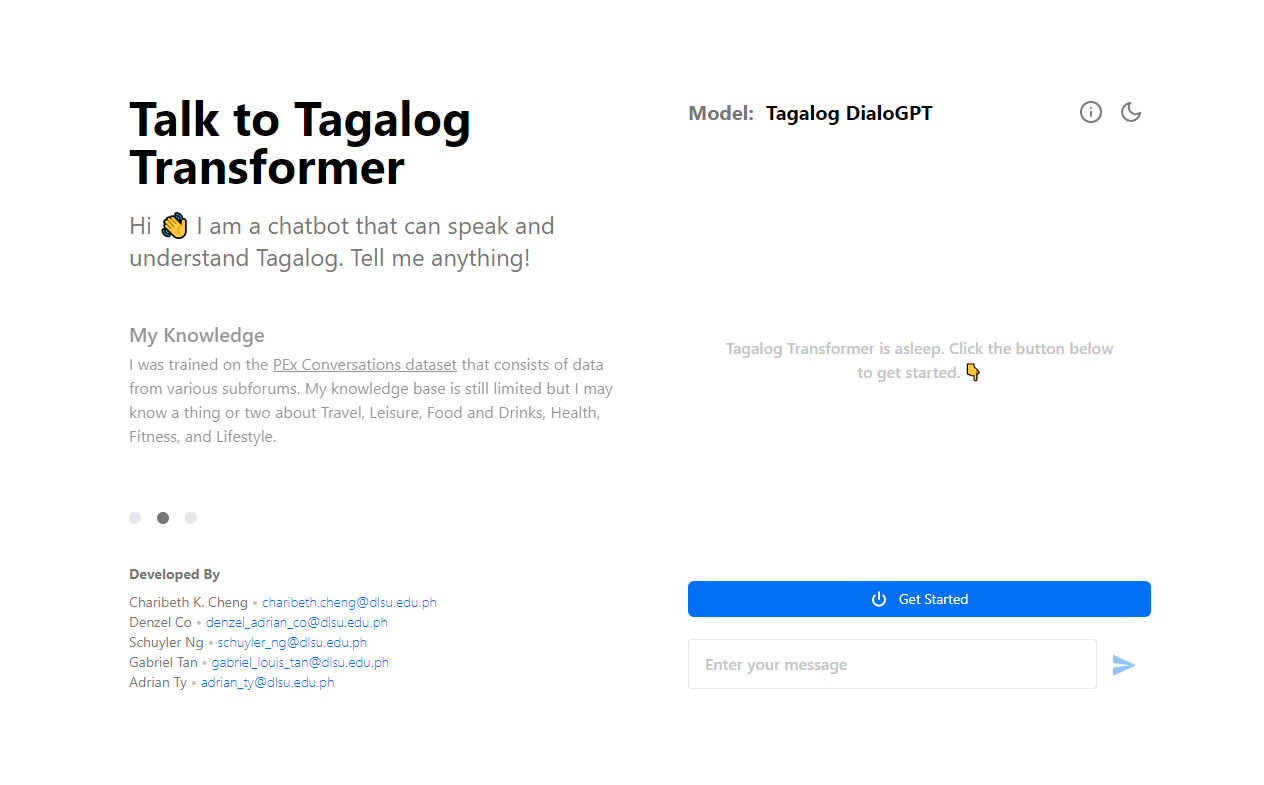 Talk to Tagalog
Transformer
Hi 👋 I am a chatbot that can speak and
understand Tagalog. Tell me anything!
My Knowledge
I was trained on the PEx Conversations dataset that consists of data
from various subforums. My knowledge base is still limited but I may
know a thing or two about Travel, Leisure, Food and Drinks, Health,
Fitness, and Lifestyle.
Developed By
Charibeth K. Cheng • charibeth.cheng@dlsu.edu.ph
Denzel Co • denzel_adrian_co@dlsu.edu.ph
Schuyler Ng • schuyler_ng@dlsu.edu.ph
Gabriel Tan • gabriel_louis_tan@dlsu.edu.ph
Adrian Ty • adrian_ty@dlsu.edu.ph
Model: Tagalog DialoGPT
Tagalog Transformer is asleep. Click the button below
to get started. 👇
Get Started
Enter your message